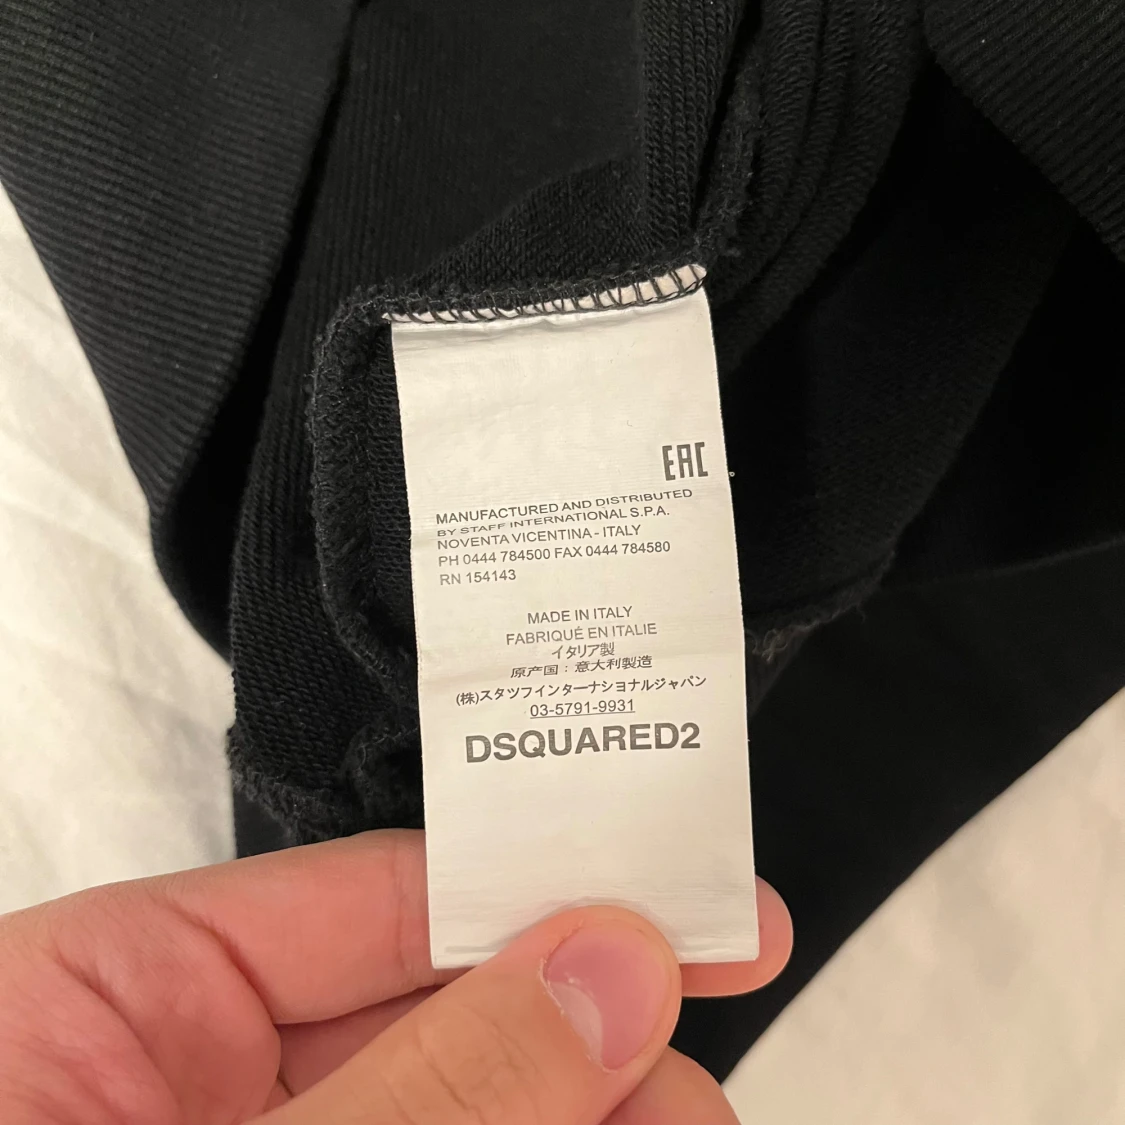 EAC
MANUFACTURED AND DISTRIBUTED
BY STAFF INTERNATIONAL S.P.A.
NOVENTA VICENTINA - ITALY
PH 0444 784500 FAX 0444 784580
RN 154143
MADE IN ITALY
FABRIQUÉ EN ITALIE
イタリア製
原产国：意大利製造
(株)スタッフインターナショナルジャパン
03-5791-9931
DSQUARED2